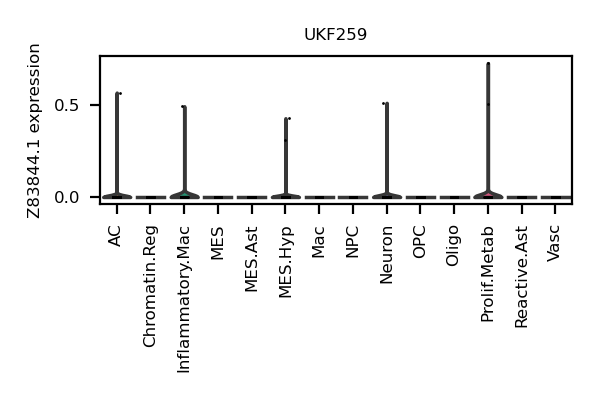 UKF259
Z83844.1 expression
0.5
0.0
AC
Chromatin.Reg
Inflammatory.Mac
MES
MES.Ast
MES.Hyp
Mac
NPC
Neuron
OPC
Oligo
Prolif.Metab
Reactive.Ast
Vasc